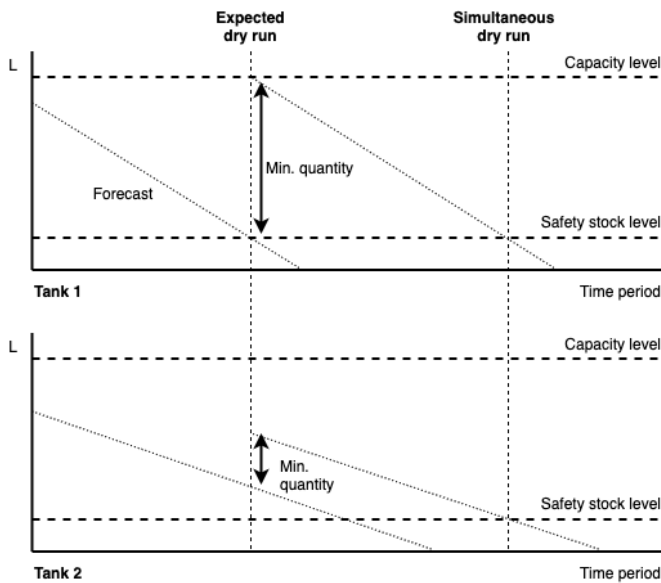 Expected
dry run
Simultaneous
dry run
L
Capacity level
Min. quantity
Forecast
Safety stock level
Tank 1
Time period
L
Capacity level
Min.
quantity
Safety stock level
Tank 2
Time period